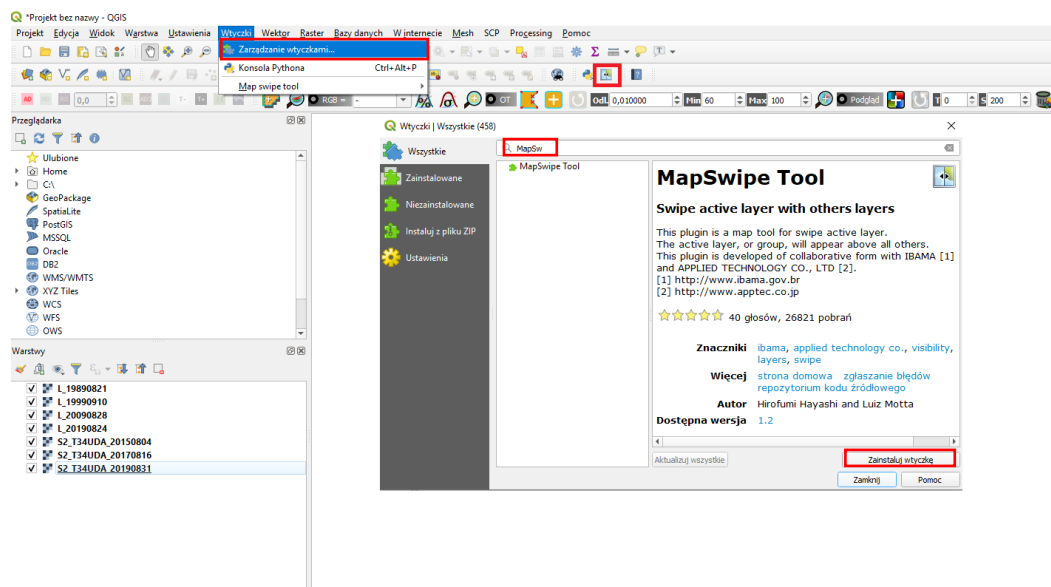 *Projekt bez nazwy - QGIS
Projekt Edycja Widok Warstwa Ustawienia Wtyczki Wektor Raster Bazy danych W internecie Mesh SCP Processing Pomoc
Zarządzanie wtyczkami...
Konsola Pythona Ctrl+Alt+P
Map swipe tool
0,0
RGB = -
OT
Odl. 0,010000
Min 60
Max 100
Podgląd
T 0
S 200
Przeglądarka
Ulubione
Home
C:\
GeoPackage
SpatiaLite
PostGIS
MSSQL
Oracle
DB2
WMS/WMTS
XYZ Tiles
WCS
WFS
OWS
Warstwy
L_19890821
L_19990910
L_20090828
L_20190824
S2_T34UDA_20150804
S2_T34UDA_20170816
S2_T34UDA_20190831
Wtyczki | Wszystkie (458)
Wszystkie
Zainstalowane
Niezainstalowane
Instaluj z pliku ZIP
Ustawienia
MapSw
MapSwipe Tool
MapSwipe Tool
Swipe active layer with others layers
This plugin is a map tool for swipe active layer.
The active layer, or group, will appear above all others.
This plugin is developed of collaborative form with IBAMA [1]
and APPLIED TECHNOLOGY CO., LTD [2].
[1] http://www.ibama.gov.br
[2] http://www.apptec.co.jp
40 głosów, 26821 pobrań
Znaczniki ibama, applied technology co., visibility,
layers, swipe
Więcej strona domowa zgłaszanie błędów
repozytorium kodu źródłowego
Autor Hirofumi Hayashi and Luiz Motta
Dostępna wersja 1.2
Aktualizuj wszystkie
Zainstaluj wtyczkę
Zamknij
Pomoc